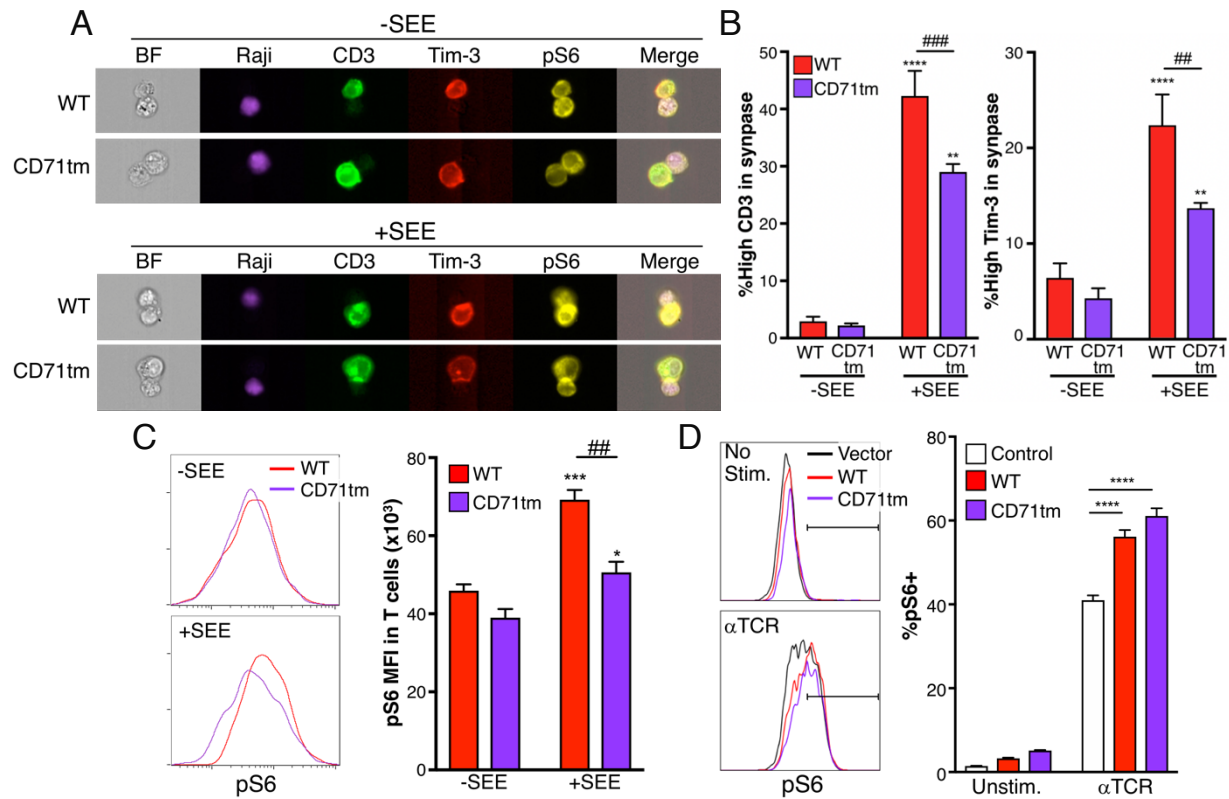 A
-SEE
BF Raji CD3 Tim-3 pS6 Merge
WT
CD71tm
+SEE
BF Raji CD3 Tim-3 pS6 Merge
WT
CD71tm
B
%High CD3 in synpase
50
40
30
20
10
0
WT
CD71tm
****
###
**
WT CD71 WT CD71
tm tm
-SEE +SEE
%High Tim-3 in synpase
30
20
10
0
****
##
**
WT CD71 WT CD71
tm tm
-SEE +SEE
C
-SEE
WT
CD71tm
+SEE
pS6
pS6 MFI in T cells (x10³)
80
60
40
20
0
WT
CD71tm
***
##
*
-SEE +SEE
D
No
Stim.
Vector
WT
CD71tm
αTCR
pS6
%pS6+
80
60
40
20
0
Control
WT
CD71tm
****
****
Unstim. αTCR